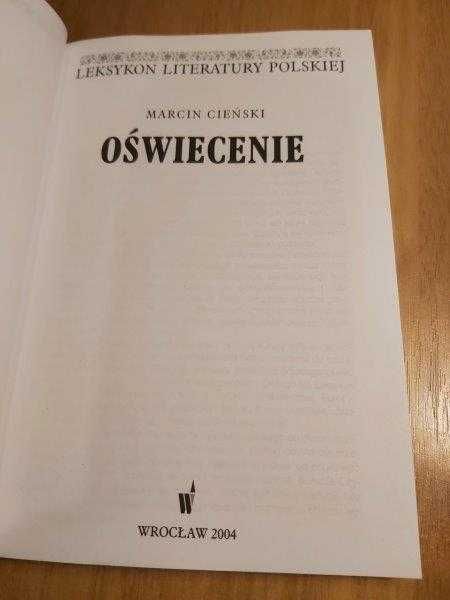 LEKSYKON LITERATURY POLSKIEJ
MARCIN CIEŃSKI
OŚWIECENIE
W
WROCŁAW 2004